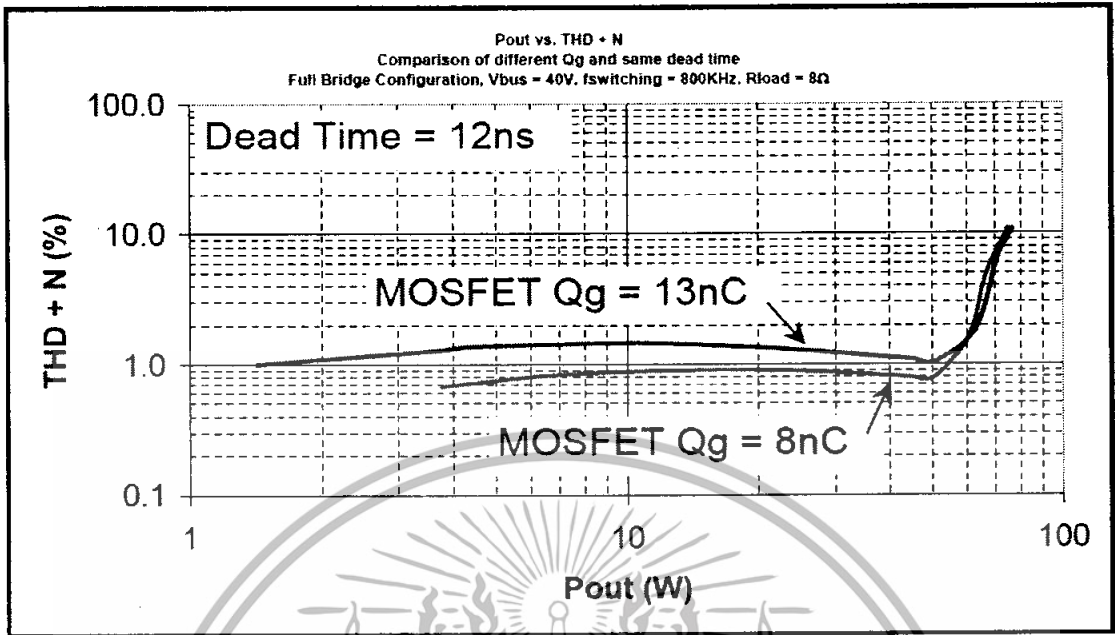 Pout vs. THD + N
Comparison of different Qg and same dead time
Full Bridge Configuration, Vbus = 40V, fswitching = 800KHz, Rload = 8Ω
100.0
Dead Time = 12ns
10.0
MOSFET Qg = 13nC
THD + N (%)
1.0
MOSFET Qg = 8nC
0.1
1
10
100
Pout (W)